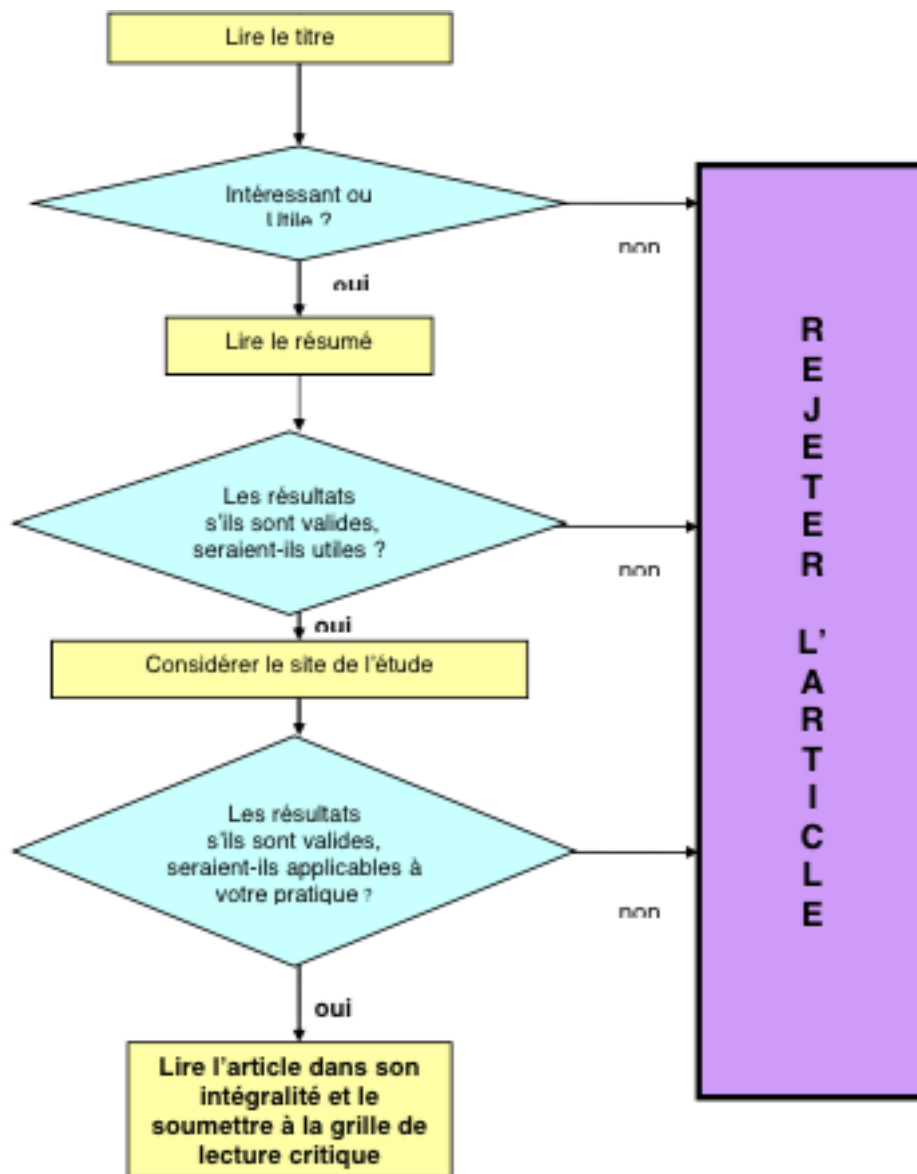 Lire le titre
Intéressant ou
Utile ?
non
oui
Lire le résumé
Les résultats
s'ils sont valides,
seraient-ils utiles ?
non
oui
Considérer le site de l'étude
Les résultats
s'ils sont valides,
seraient-ils applicables à
votre pratique ?
non
oui
Lire l'article dans son
intégralité et le
soumettre à la grille de
lecture critique
REJETER L'ARTICLE